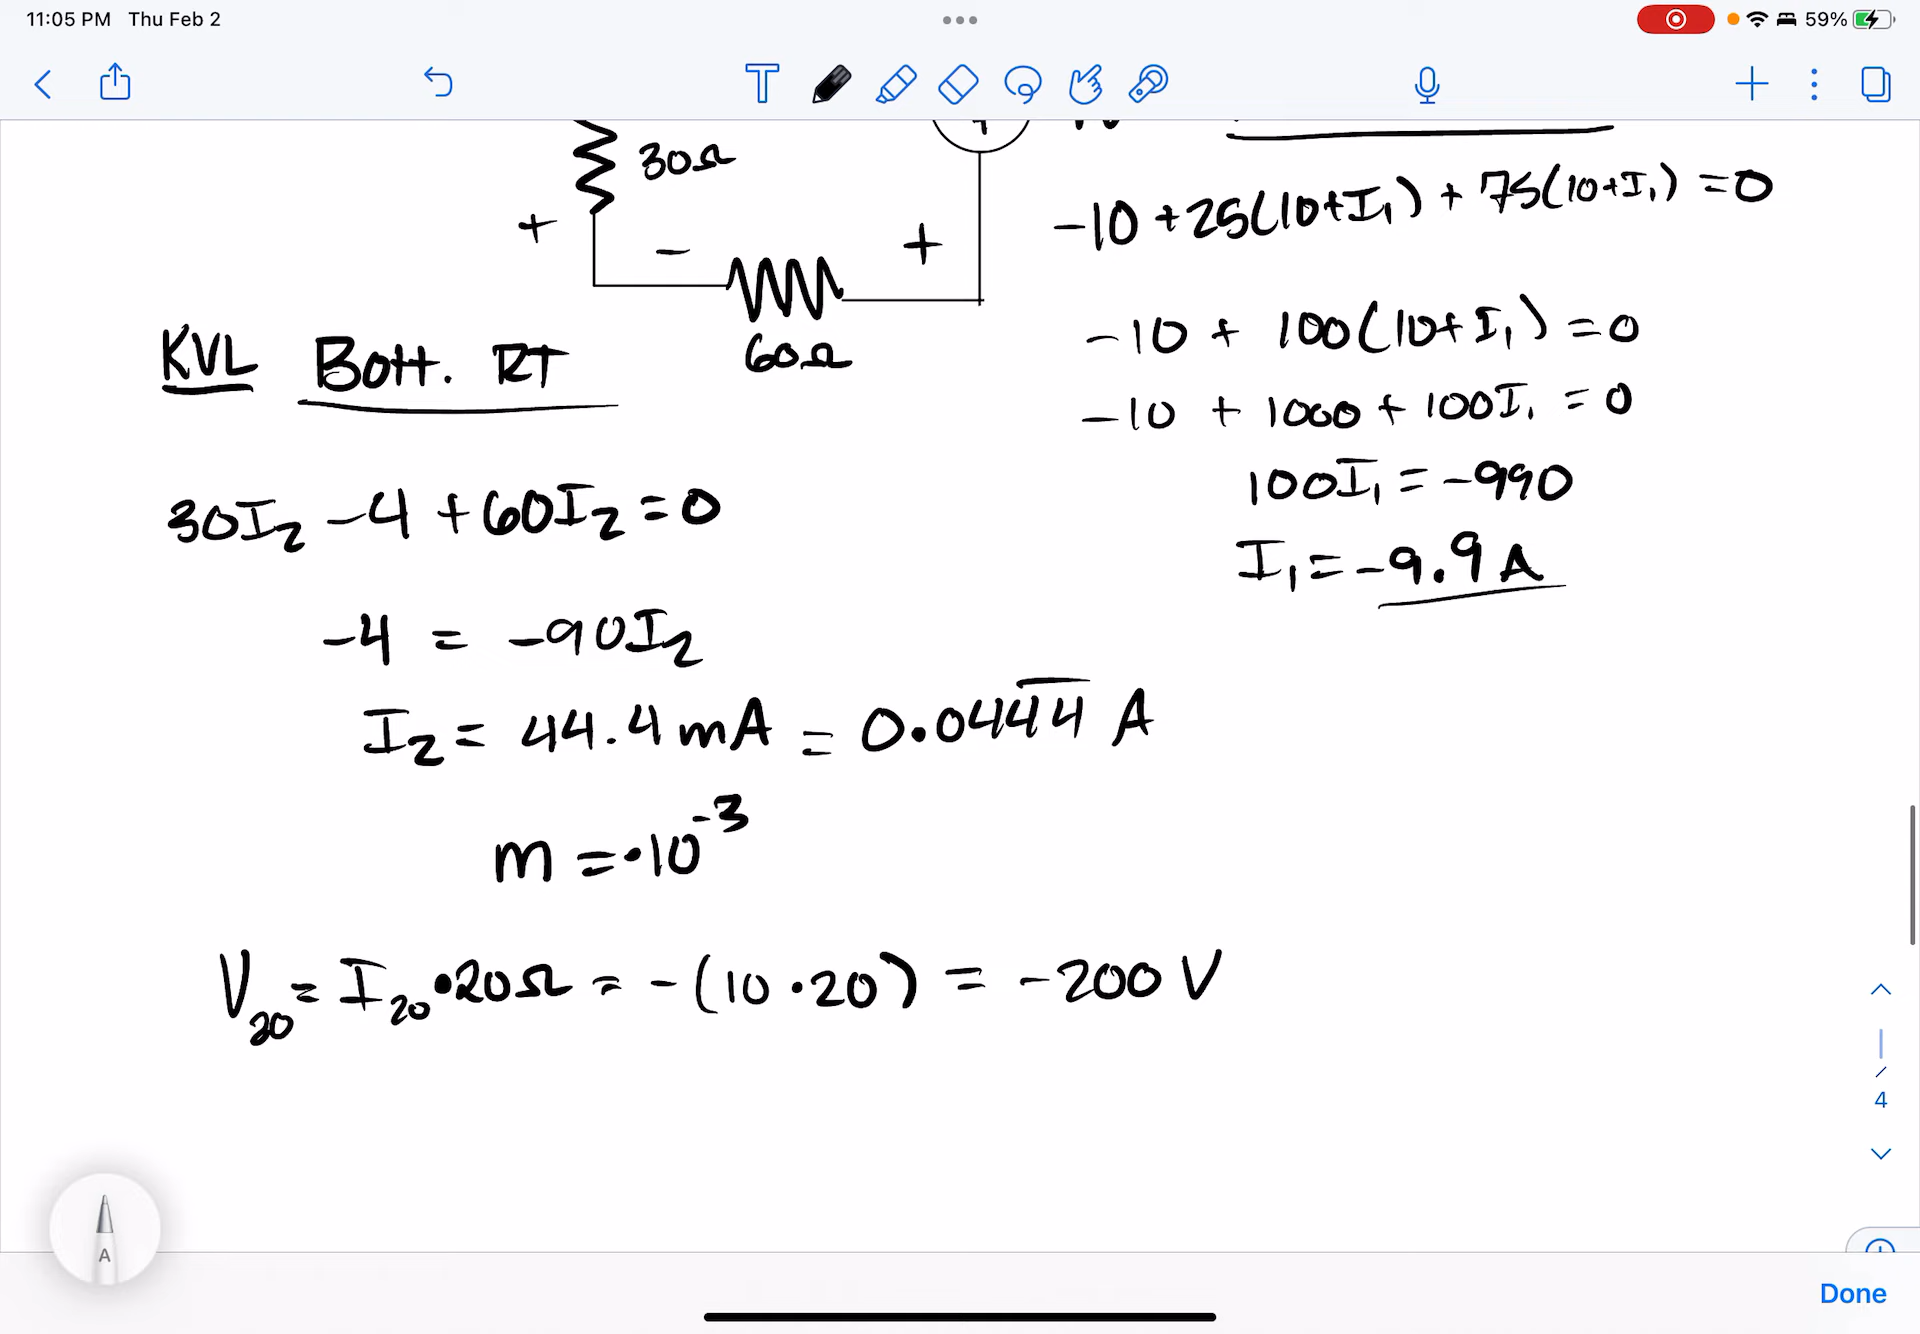 11:05 PM Thu Feb 2
59%
T
30Ω
+
-
+
60Ω
-10 + 25(10+I₁) + 75(10+I₁) = 0
-10 + 100(10+I₁) = 0
-10 + 1000 + 100I₁ = 0
100I₁ = -990
I₁ = -9.9 A
KVL Bott. RT
30I₂ - 4 + 60I₂ = 0
-4 = -90I₂
I₂ = 44.4 mA = 0.044̅4̅ A
m = •10⁻³
V₂₀ = I₂₀ • 20Ω = -(10 • 20) = -200 V
4
A
Done